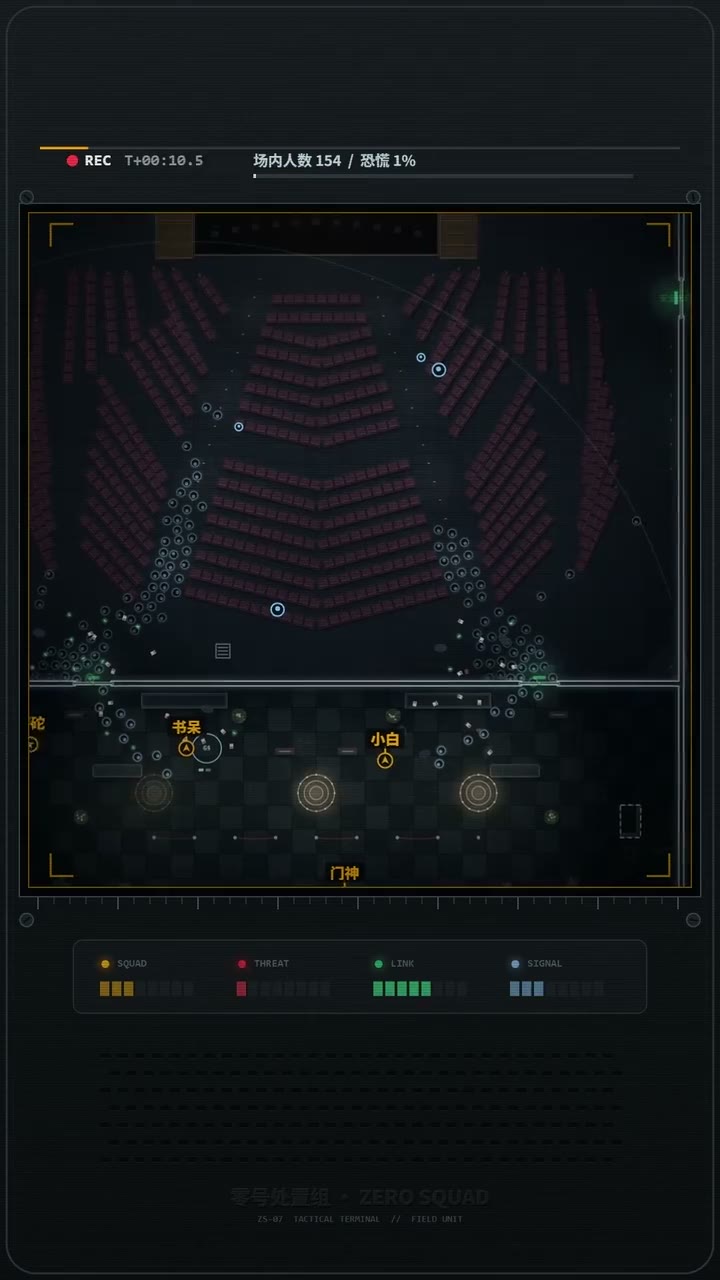 REC T+00:10.5 场内人数 154 / 恐慌 1%
砣
书呆
小白
门神
SQUAD THREAT LINK SIGNAL
零号处置组 · ZERO SQUAD
ZS-07 TACTICAL TERMINAL // FIELD UNIT